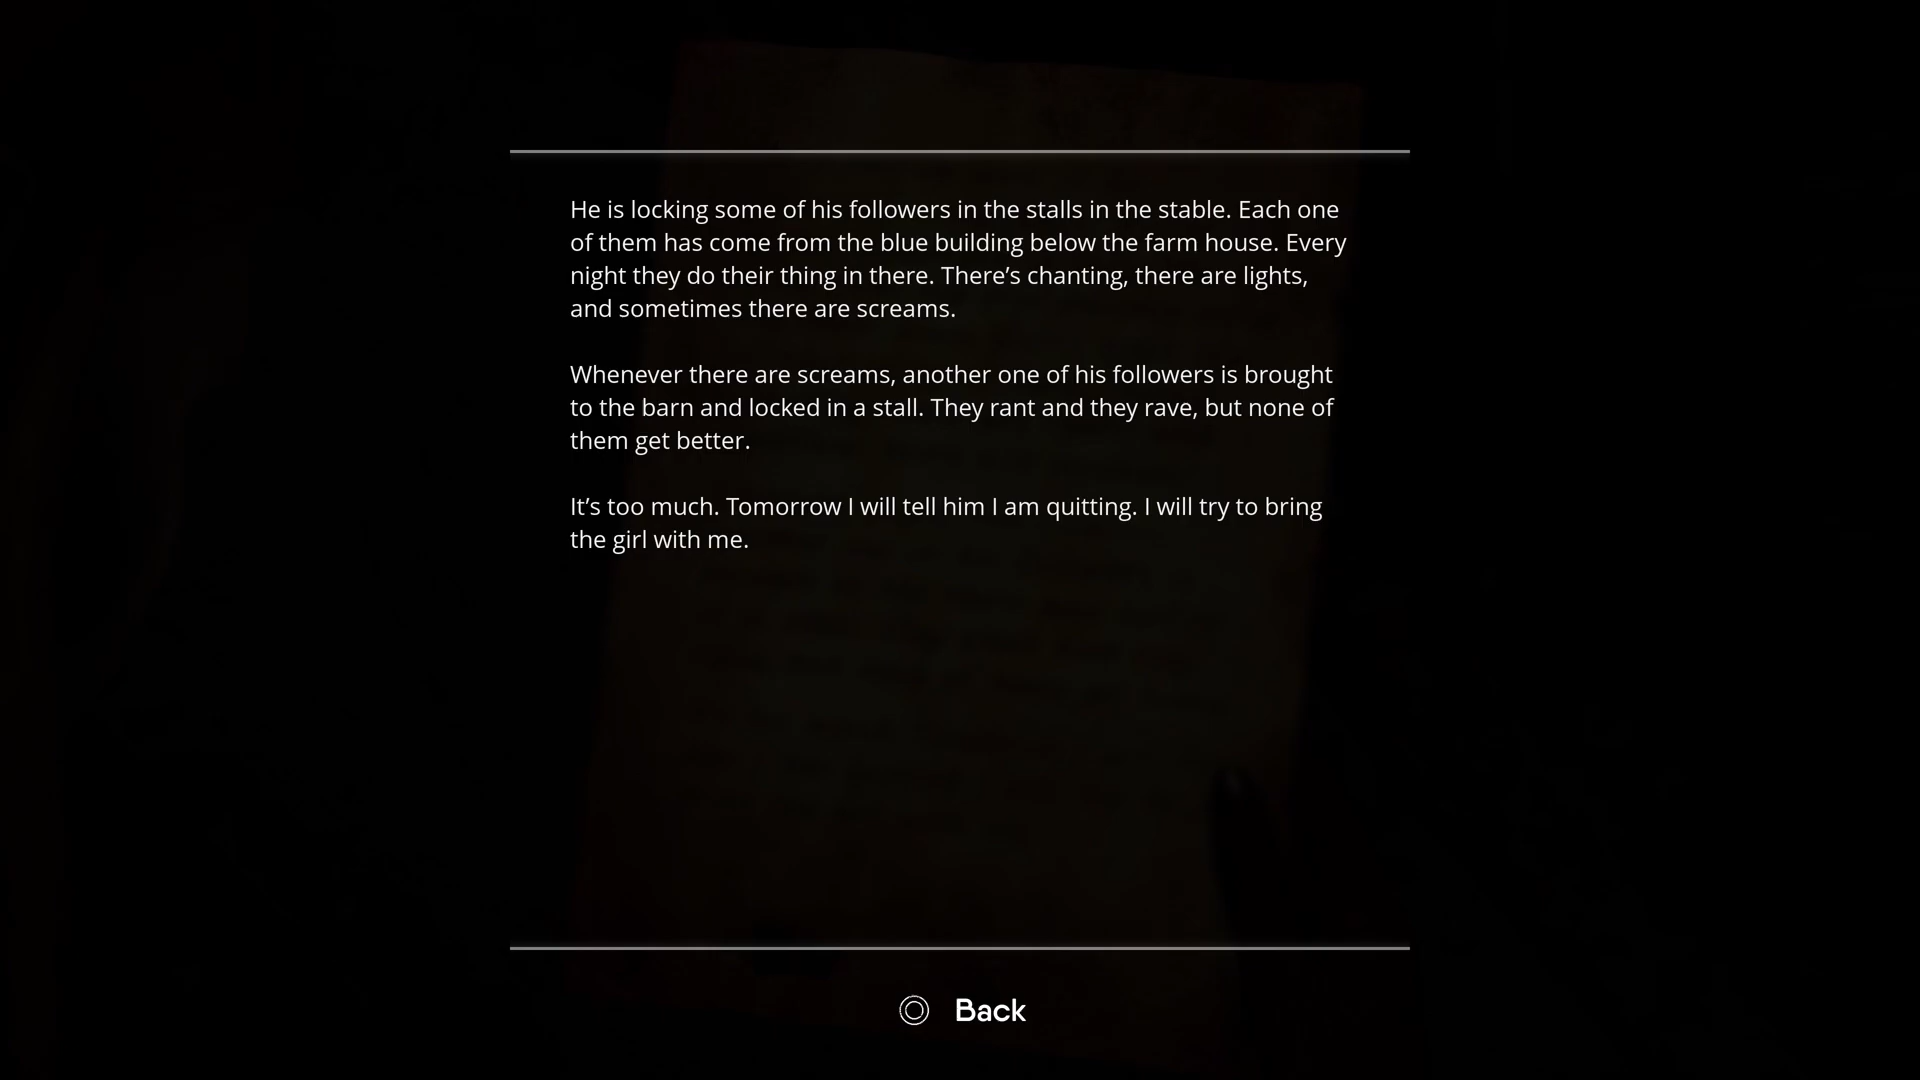 He is locking some of his followers in the stalls in the stable. Each one
of them has come from the blue building below the farm house. Every
night they do their thing in there. There’s chanting, there are lights,
and sometimes there are screams.
Whenever there are screams, another one of his followers is brought
to the barn and locked in a stall. They rant and they rave, but none of
them get better.
It’s too much. Tomorrow I will tell him I am quitting. I will try to bring
the girl with me.
Back